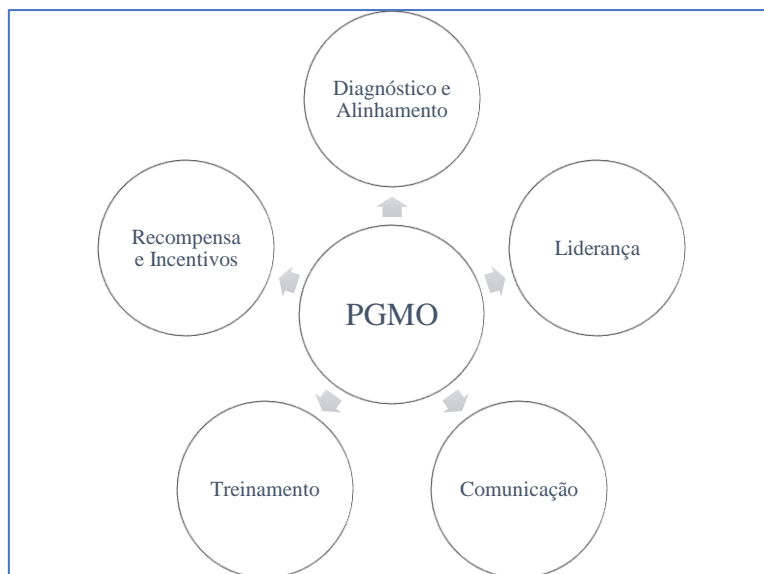 Diagnóstico e
Alinhamento
Recompensa
e Incentivos
Liderança
PGMO
Treinamento
Comunicação